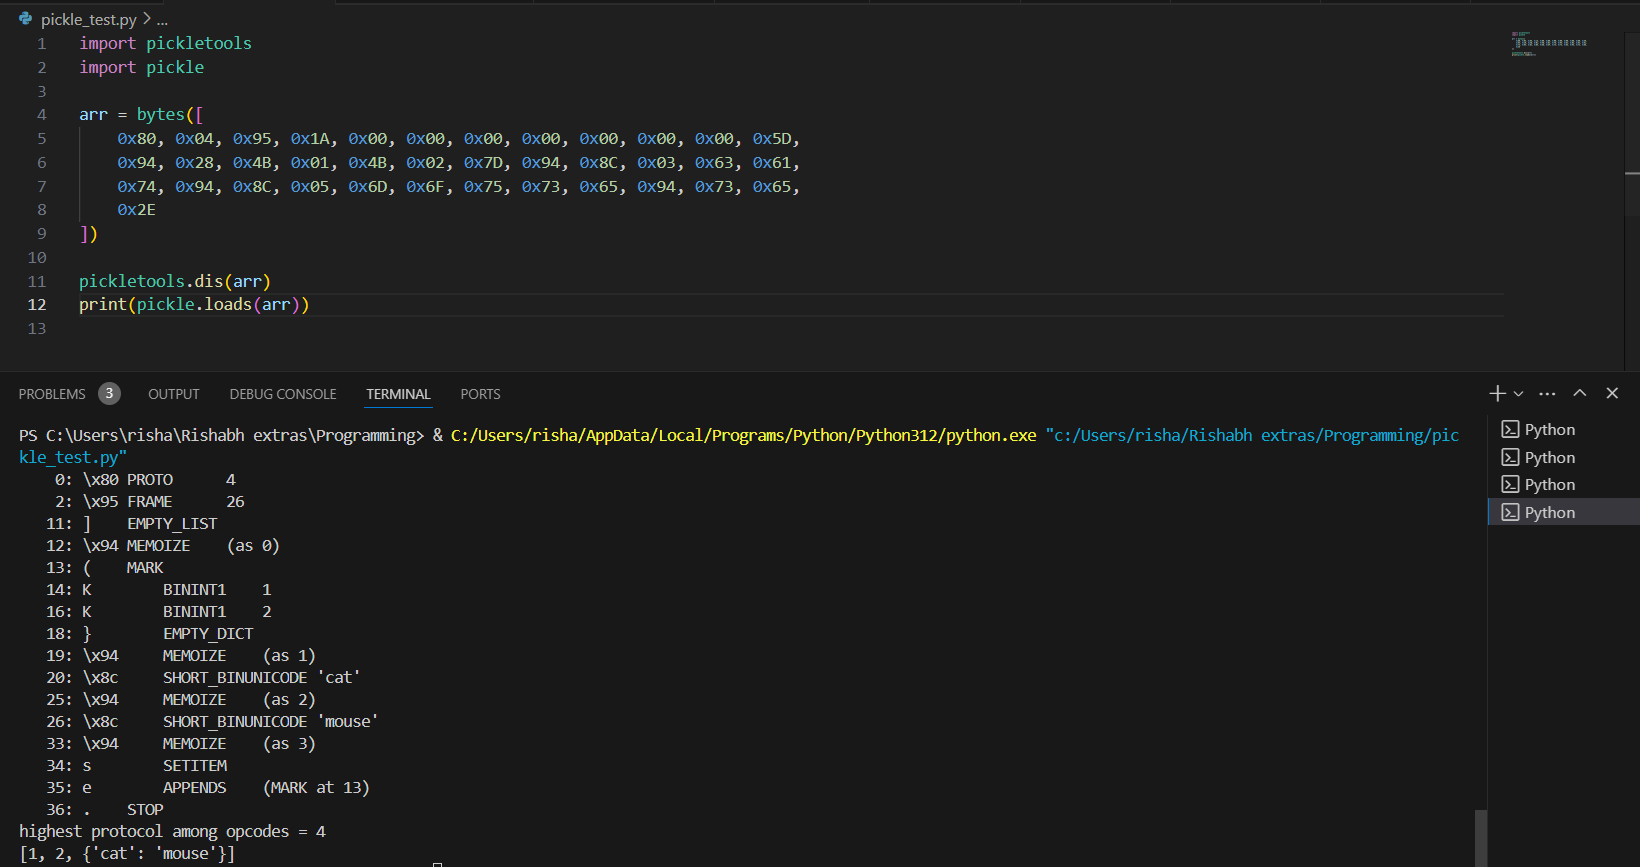 pickle_test.py > ...
1 import pickletools
2 import pickle
3
4 arr = bytes([
5     0x80, 0x04, 0x95, 0x1A, 0x00, 0x00, 0x00, 0x00, 0x00, 0x00, 0x00, 0x5D,
6     0x94, 0x28, 0x4B, 0x01, 0x4B, 0x02, 0x7D, 0x94, 0x8C, 0x03, 0x63, 0x61,
7     0x74, 0x94, 0x8C, 0x05, 0x6D, 0x6F, 0x75, 0x73, 0x65, 0x94, 0x73, 0x65,
8     0x2E
9 ])
10
11 pickletools.dis(arr)
12 print(pickle.loads(arr))
13
PROBLEMS 3 OUTPUT DEBUG CONSOLE TERMINAL PORTS
PS C:\Users\risha\Rishabh extras\Programming> & C:/Users/risha/AppData/Local/Programs/Python/Python312/python.exe "c:/Users/risha/Rishabh extras/Programming/pic
kle_test.py"
    0: \x80 PROTO      4
    2: \x95 FRAME      26
   11: ]    EMPTY_LIST
   12: \x94 MEMOIZE    (as 0)
   13: (    MARK
   14: K        BININT1    1
   16: K        BININT1    2
   18: }        EMPTY_DICT
   19: \x94     MEMOIZE    (as 1)
   20: \x8c     SHORT_BINUNICODE 'cat'
   25: \x94     MEMOIZE    (as 2)
   26: \x8c     SHORT_BINUNICODE 'mouse'
   33: \x94     MEMOIZE    (as 3)
   34: s        SETITEM
   35: e        APPENDS    (MARK at 13)
   36: .    STOP
highest protocol among opcodes = 4
[1, 2, {'cat': 'mouse'}]
Python
Python
Python
Python